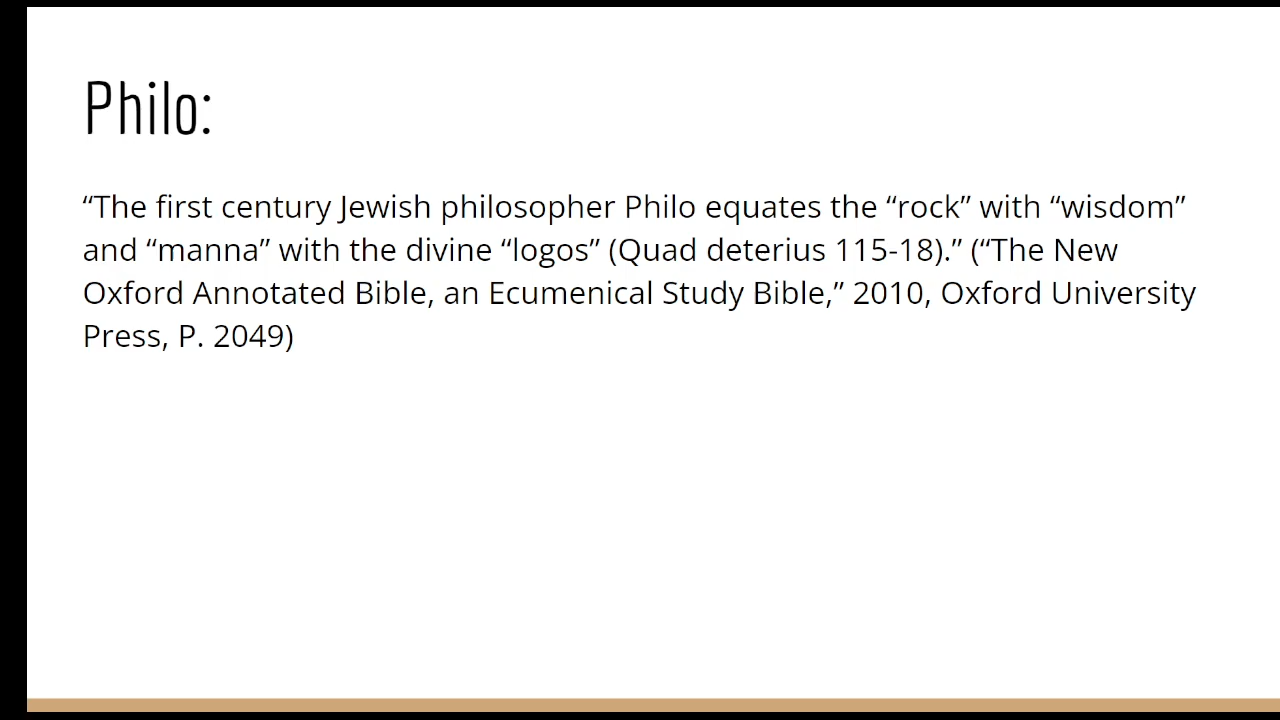 Philo:
“The first century Jewish philosopher Philo equates the “rock” with “wisdom”
and “manna” with the divine “logos” (Quad deterius 115-18).” (“The New
Oxford Annotated Bible, an Ecumenical Study Bible,” 2010, Oxford University
Press, P. 2049)